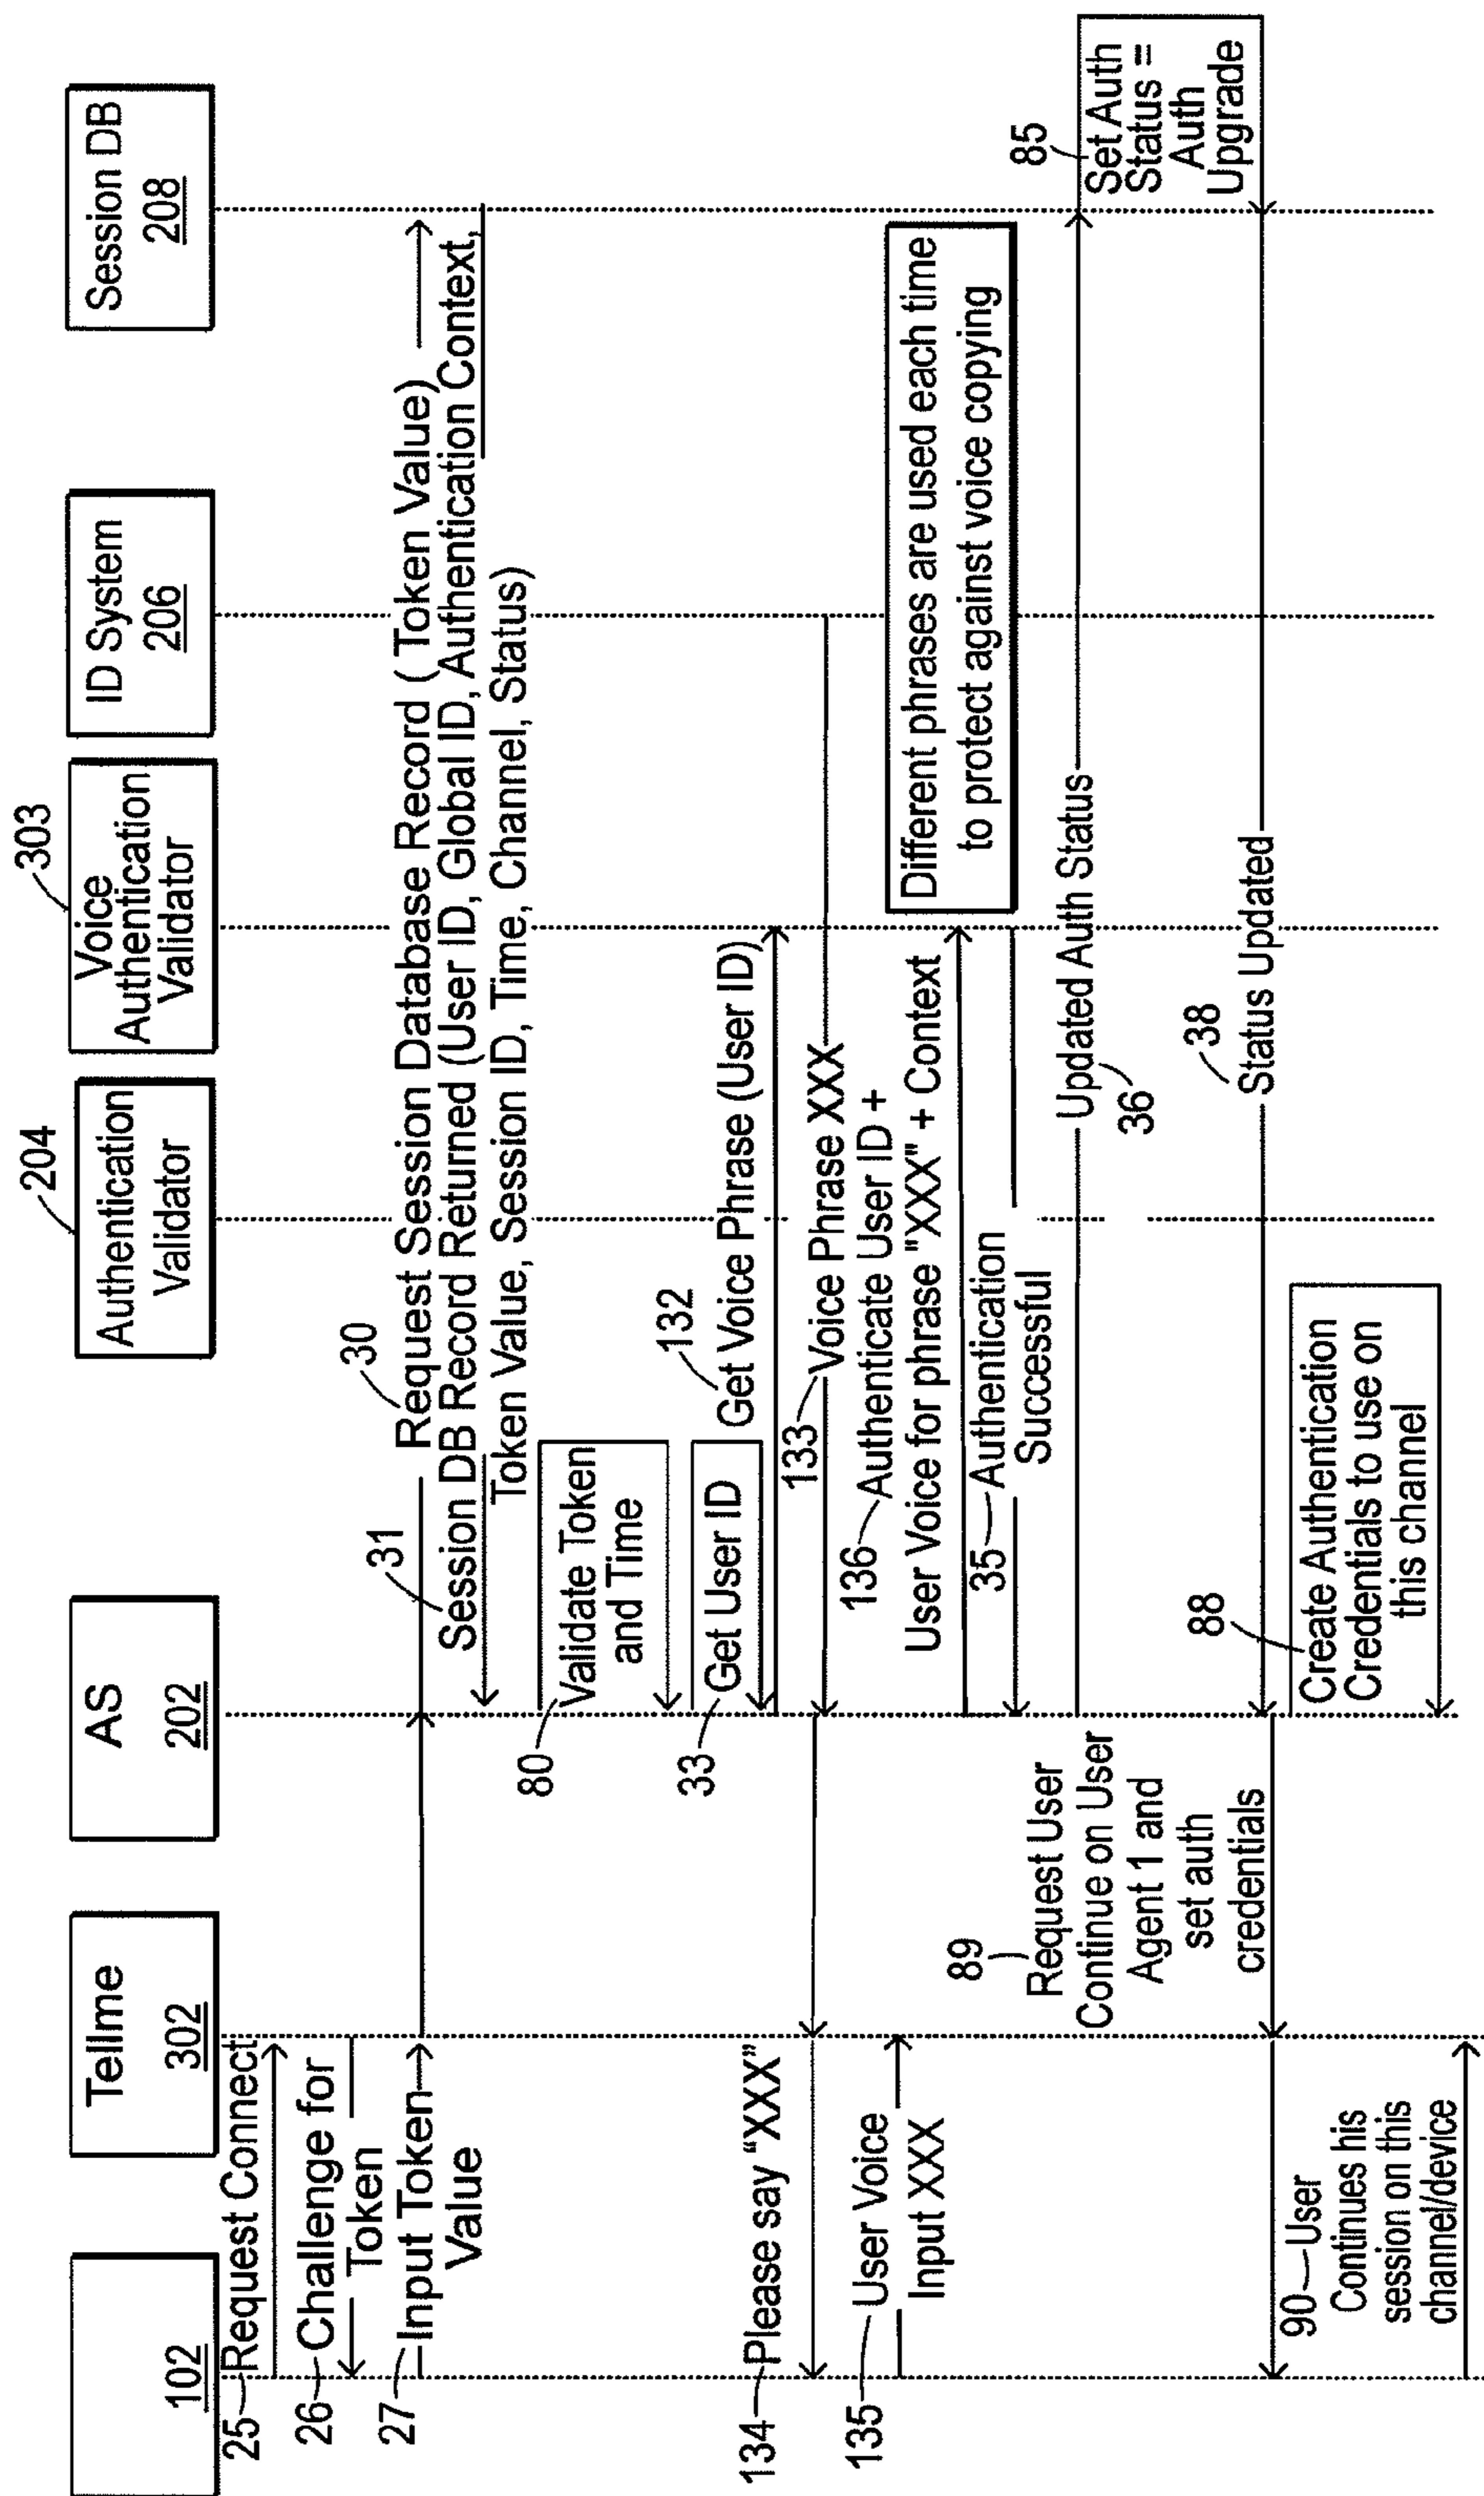 102
Tellme
302
AS
202
204
Authentication
Validator
303
Voice
Authentication
Validator
ID System
206
Session DB
208
25
Request Connect
26
Challenge for
Token
27
Input Token
Value
30
Request Session Database Record ( Token Value)
31
Session DB Record Returned (User ID, Global ID, Authentication Context,
Token Value, Session ID, Time, Channel, Status)
80
Validate Token
and Time
33
Get User ID
132
Get Voice Phrase (User ID)
133
Voice Phrase XXX
134
Please say "XXX"
135
User Voice
Input XXX
136
Authenticate User ID +
User Voice for phrase "XXX" + Context
Different phrases are used each time
to protect against voice copying
35
Authentication
Successful
Updated Auth Status
36
85
Set Auth
Status =
Auth
Upgrade
38
Status Updated
89
Request User
Continue on User
Agent 1 and
set auth
credentials
88
Create Authentication
Credentials to use on
this channel
90
User
Continues his
session on this
channel/device